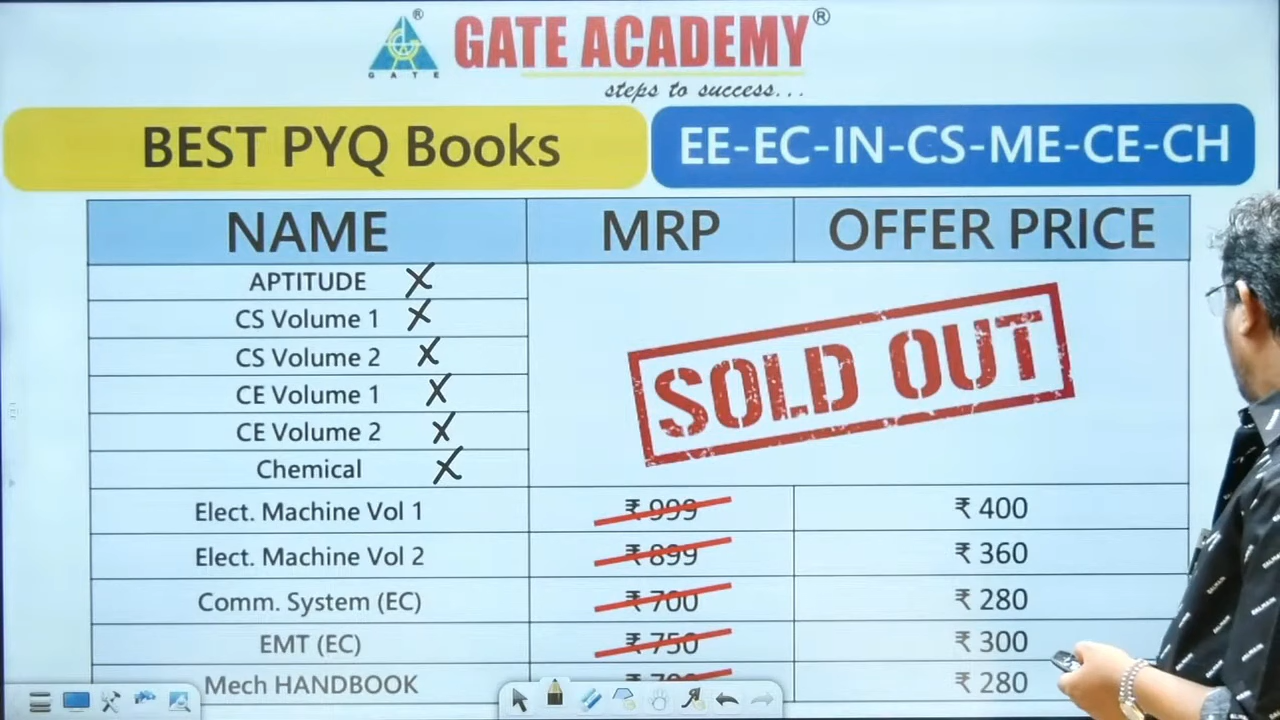 GATE ACADEMY®
GATE
steps to success...
BEST PYQ Books
EE-EC-IN-CS-ME-CE-CH
NAME MRP OFFER PRICE
APTITUDE X
CS Volume 1 X
CS Volume 2 X
CE Volume 1 X
CE Volume 2 X
Chemical X
SOLD OUT
Elect. Machine Vol 1 ₹ 999 ₹ 400
Elect. Machine Vol 2 ₹ 899 ₹ 360
Comm. System (EC) ₹ 700 ₹ 280
EMT (EC) ₹ 750 ₹ 300
Mech HANDBOOK ₹ 280